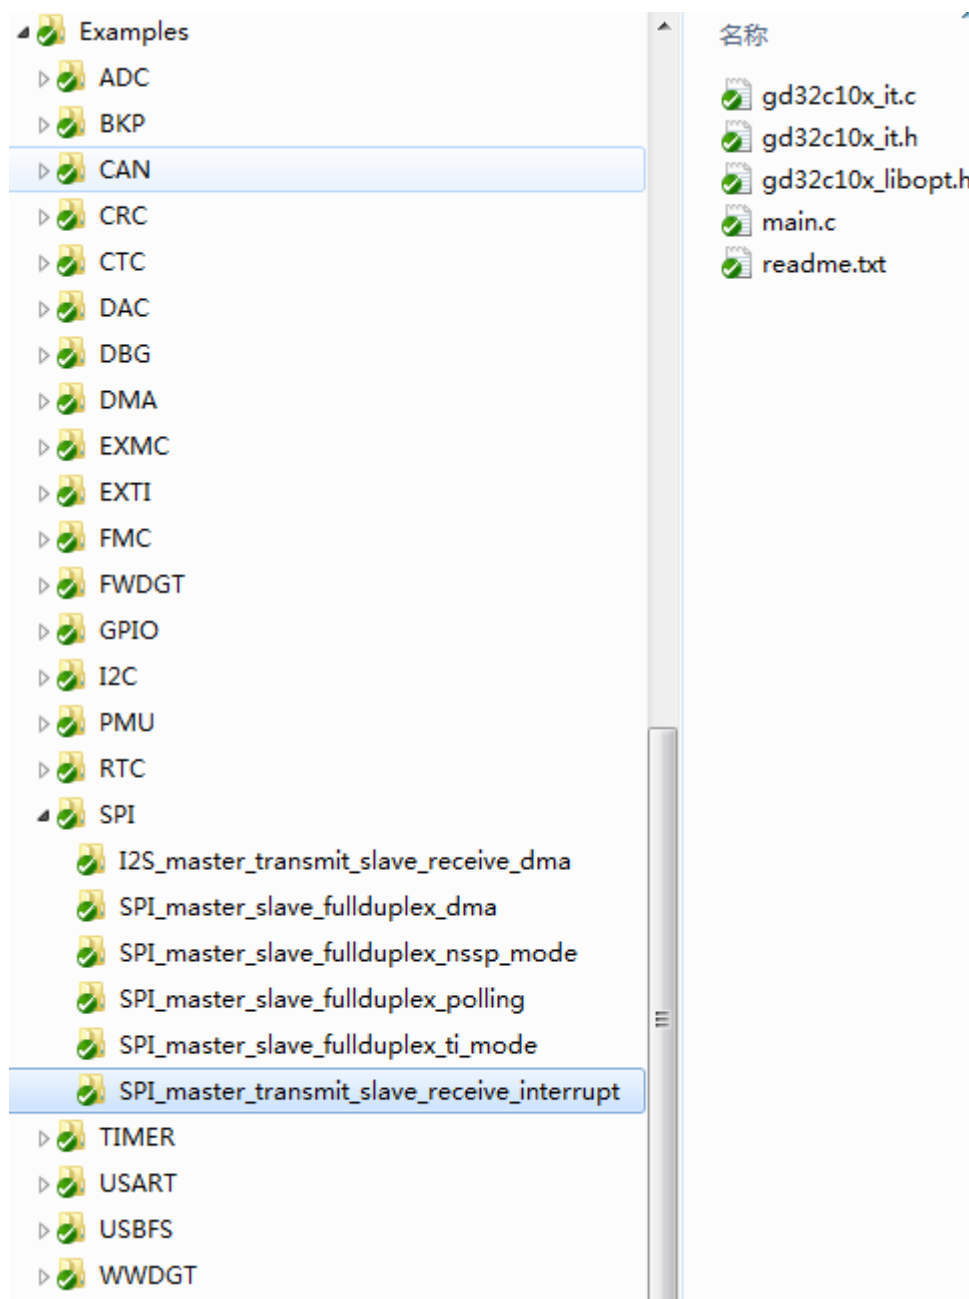 Examples
ADC
BKP
CAN
CRC
CTC
DAC
DBG
DMA
EXMC
EXTI
FMC
FWDGT
GPIO
I2C
PMU
RTC
SPI
I2S_master_transmit_slave_receive_dma
SPI_master_slave_fullduplex_dma
SPI_master_slave_fullduplex_nssp_mode
SPI_master_slave_fullduplex_polling
SPI_master_slave_fullduplex_ti_mode
SPI_master_transmit_slave_receive_interrupt
TIMER
USART
USBFS
WWDGT
名称
gd32c10x_it.c
gd32c10x_it.h
gd32c10x_libopt.h
main.c
readme.txt